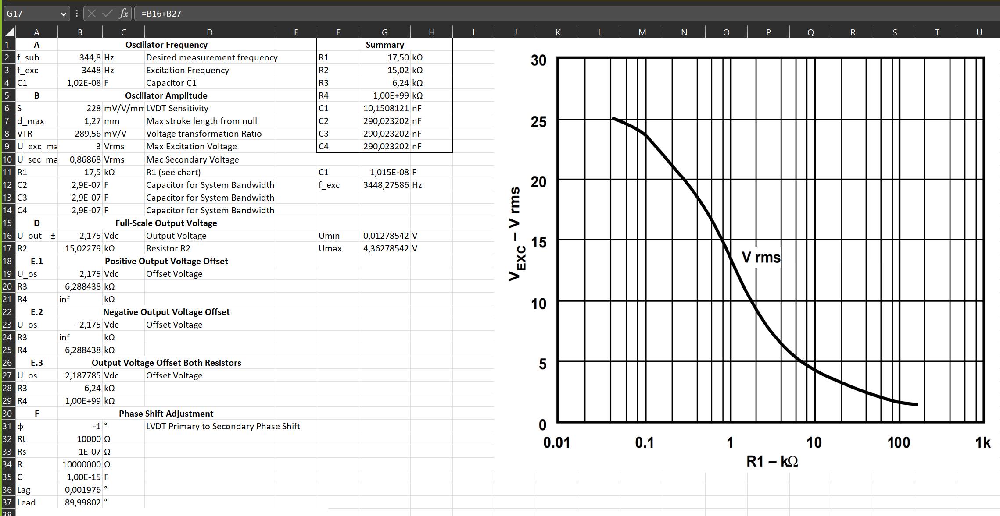 G17 fx =B16+B27
A B C D E F G H I J K L M N O P Q R S T U
1 A Oscillator Frequency Summary
2 f_sub 344,8 Hz Desired measurement frequency R1 17,50 kΩ
3 f_exc 3448 Hz Excitation Frequency R2 15,02 kΩ
4 C1 1,02E-08 F Capacitor C1 R3 6,24 kΩ
5 B Oscillator Amplitude R4 1,00E+99 kΩ
6 S 228 mV/V/mm LVDT Sensitivity C1 10,1508121 nF
7 d_max 1,27 mm Max stroke length from null C2 290,023202 nF
8 VTR 289,56 mV/V Voltage transformation Ratio C3 290,023202 nF
9 U_exc_ma 3 Vrms Max Excitation Voltage C4 290,023202 nF
10 U_sec_ma 0,86868 Vrms Mac Secondary Voltage
11 R1 17,5 kΩ R1 (see chart) C1 1,015E-08 F
12 C2 2,9E-07 F Capacitor for System Bandwidth f_exc 3448,27586 Hz
13 C3 2,9E-07 F Capacitor for System Bandwidth
14 C4 2,9E-07 F Capacitor for System Bandwidth
15 D Full-Scale Output Voltage
16 U_out ± 2,175 Vdc Output Voltage Umin 0,01278542 V
17 R2 15,02279 kΩ Resistor R2 Umax 4,36278542 V
18 E.1 Positive Output Voltage Offset
19 U_os 2,175 Vdc Offset Voltage
20 R3 6,288438 kΩ
21 R4 inf kΩ
22 E.2 Negative Output Voltage Offset
23 U_os -2,175 Vdc Offset Voltage
24 R3 inf kΩ
25 R4 6,288438 kΩ
26 E.3 Output Voltage Offset Both Resistors
27 U_os 2,187785 Vdc Offset Voltage
28 R3 6,24 kΩ
29 R4 1,00E+99 kΩ
30 F Phase Shift Adjustment
31 ϕ -1 ° LVDT Primary to Secondary Phase Shift
32 Rt 10000 Ω
33 Rs 1E-07 Ω
34 R 10000000 Ω
35 C 1,00E-15 F
36 Lag 0,001976 °
37 Lead 89,99802 °
38
30
25
20
15
10
5
0
VEXC – V rms
V rms
0.01 0.1 1 10 100 1k
R1 – kΩ